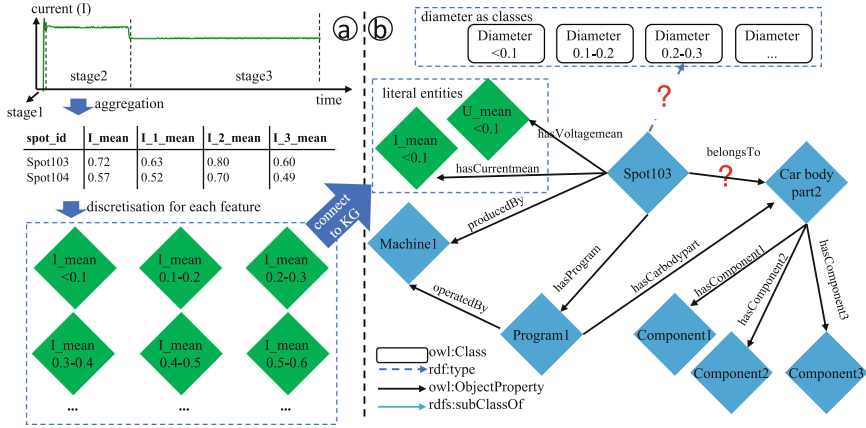 current (I)
a
stage2
stage3
stage1
time
aggregation
spot_id I_mean I_1_mean I_2_mean I_3_mean
Spot103 0.72 0.63 0.80 0.60
Spot104 0.57 0.52 0.70 0.49
discretisation for each feature
connect
to KG
I_mean
<0.1
I_mean
0.1-0.2
I_mean
0.2-0.3
I_mean
0.3-0.4
I_mean
0.4-0.5
I_mean
0.5-0.6
...
...
...
b
diameter as classes
Diameter
<0.1
Diameter
0.1-0.2
Diameter
0.2-0.3
Diameter
...
literal entities
I_mean
<0.1
U_mean
<0.1
hasVoltagemean
hasCurrentmean
?
Spot103
belongsTo
?
Car body
part2
producedBy
Machine1
hasProgram
hasCarbodypart
operatedBy
Program1
hasComponent1
hasComponent2
hasComponent3
Component1
Component2
Component3
owl:Class
rdf:type
owl:ObjectProperty
rdfs:subClassOf